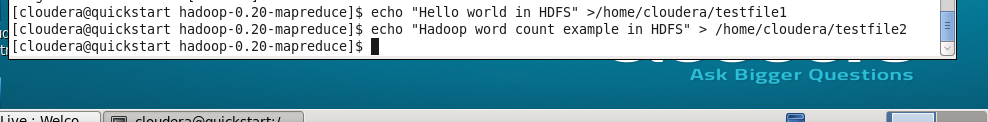 [cloudera@quickstart hadoop-0.20-mapreduce]$ echo "Hello world in HDFS" >/home/cloudera/testfile1
[cloudera@quickstart hadoop-0.20-mapreduce]$ echo "Hadoop word count example in HDFS" > /home/cloudera/testfile2
[cloudera@quickstart hadoop-0.20-mapreduce]$
Ask Bigger Questions
Live : Welco
cloudera@quickstart:/